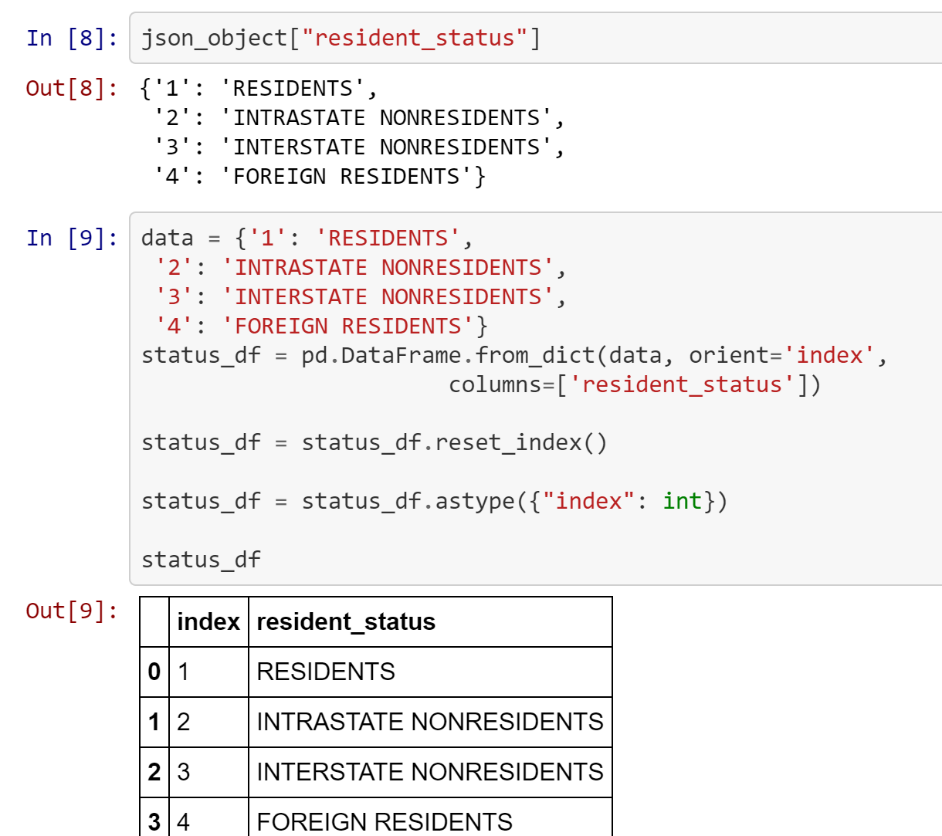 In [8]: json_object["resident_status"]
Out[8]: {'1': 'RESIDENTS',
'2': 'INTRASTATE NONRESIDENTS',
'3': 'INTERSTATE NONRESIDENTS',
'4': 'FOREIGN RESIDENTS'}
In [9]: data = {'1': 'RESIDENTS',
'2': 'INTRASTATE NONRESIDENTS',
'3': 'INTERSTATE NONRESIDENTS',
'4': 'FOREIGN RESIDENTS'}
status_df = pd.DataFrame.from_dict(data, orient='index',
columns=['resident_status'])
status_df = status_df.reset_index()
status_df = status_df.astype({"index": int})
status_df
Out[9]:
index resident_status
0 1 RESIDENTS
1 2 INTRASTATE NONRESIDENTS
2 3 INTERSTATE NONRESIDENTS
3 4 FOREIGN RESIDENTS